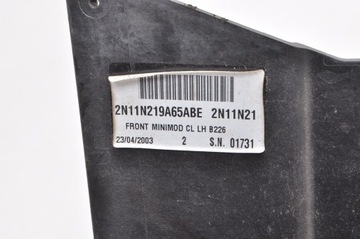 2N11N219A65ABE 2N11N21
FRONT MINIMOD CL LH B226
23/04/2003 2 S.N. 01731